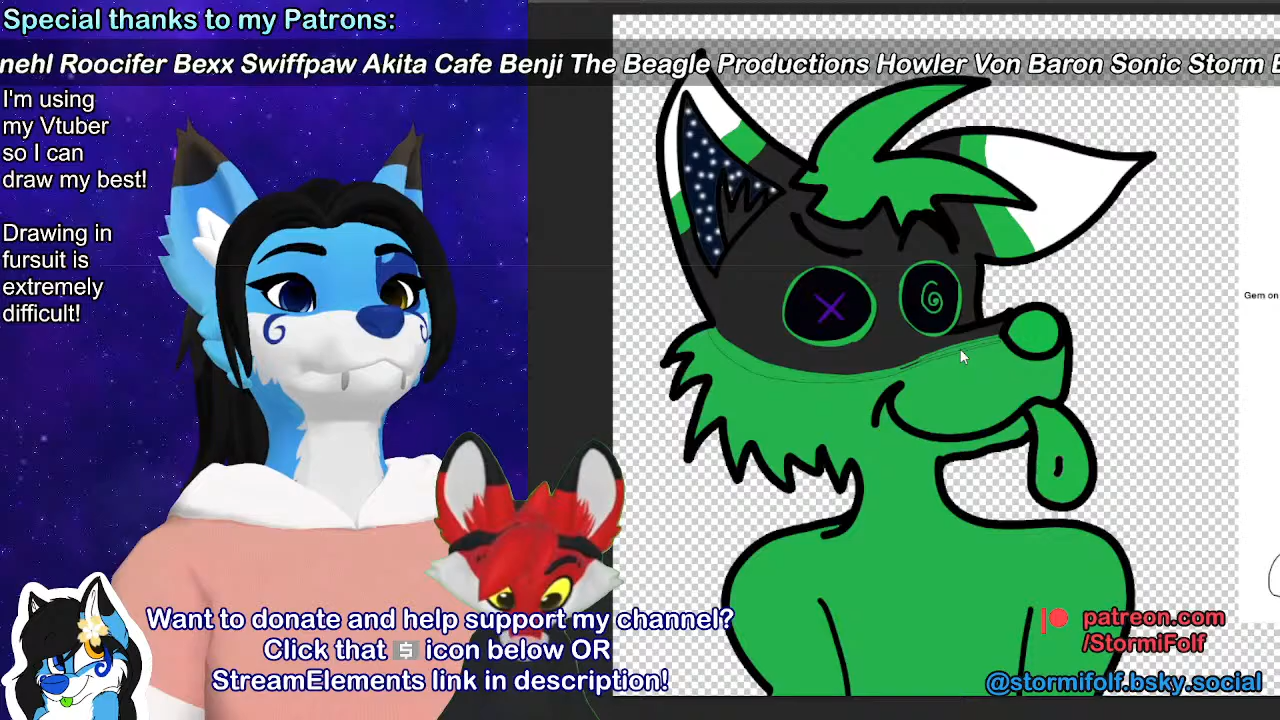 Special thanks to my Patrons:
nehl Roocifer Bexx Swiffpaw Akita Cafe Benji The Beagle Productions Howler Von Baron Sonic Storm
I'm using
my Vtuber
so I can
draw my best!
Drawing in
fursuit is
extremely
difficult!
Gem on
Want to donate and help support my channel?
Click that $ icon below OR
StreamElements link in description!
patreon.com
/StormiFolf
@stormifolf.bsky.social